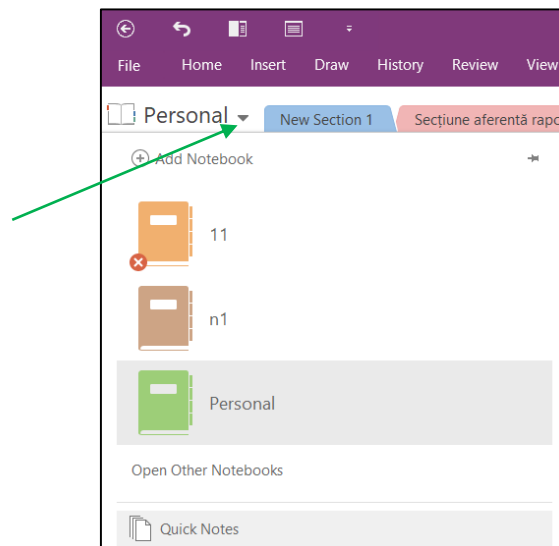 File Home Insert Draw History Review View
Personal New Section 1 Secțiune aferentă rapo
Add Notebook
11
n1
Personal
Open Other Notebooks
Quick Notes